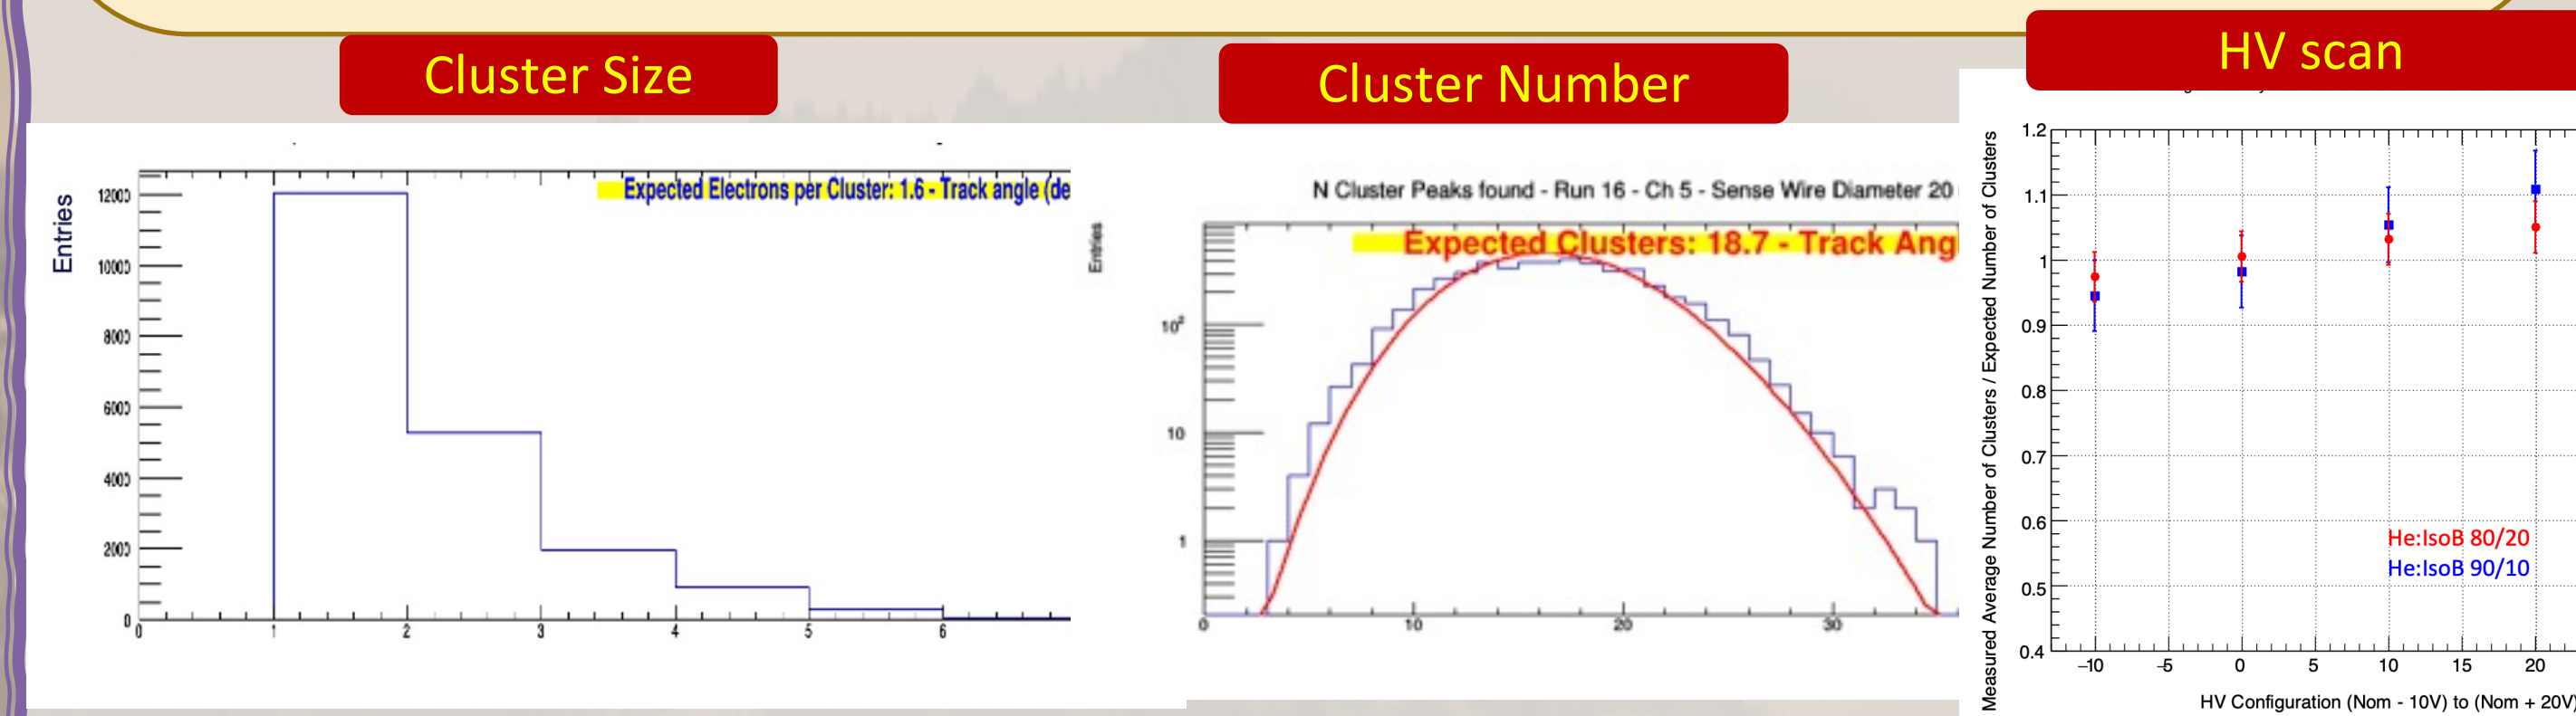 Cluster Size
Cluster Number
HV scan
Expected Electrons per Cluster: 1.6 - Track angle (de
Entries
12000
10000
8000
6000
4000
2000
0
0 1 2 3 4 5 6
N Cluster Peaks found - Run 16 - Ch 5 - Sense Wire Diameter 20
Expected Clusters: 18.7 - Track Ang
Entries
10²
10
1
0 10 20 30
Measured Average Number of Clusters / Expected Number of Clusters
1.2
1.1
1
0.9
0.8
0.7
0.6
0.5
0.4
He:IsoB 80/20
He:IsoB 90/10
−10 −5 0 5 10 15 20
HV Configuration (Nom - 10V) to (Nom + 20V)